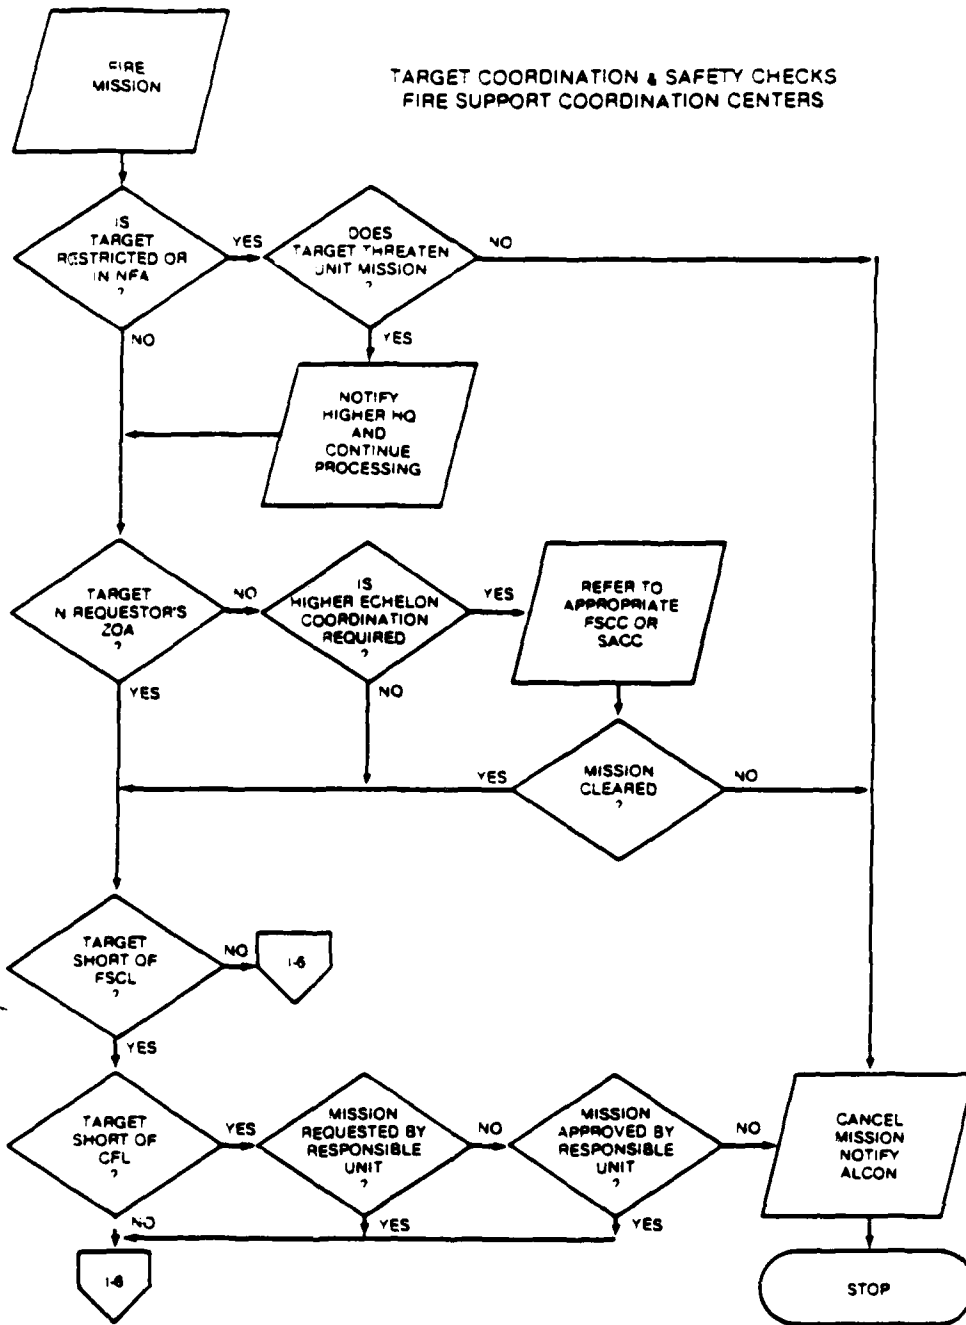 FIRE
MISSION
TARGET COORDINATION & SAFETY CHECKS
FIRE SUPPORT COORDINATION CENTERS
IS
TARGET
RESTRICTED OR
IN NFA
?
YES
DOES
TARGET THREATEN
UNIT MISSION
?
NO
NO
YES
NOTIFY
HIGHER HQ
AND
CONTINUE
PROCESSING
TARGET
IN REQUESTOR'S
ZOA
?
NO
IS
HIGHER ECHELON
COORDINATION
REQUIRED
?
YES
REFER TO
APPROPRIATE
FSCC OR
SACC
YES
NO
YES
MISSION
CLEARED
?
NO
TARGET
SHORT OF
FSCL
?
NO
I-6
YES
TARGET
SHORT OF
CFL
?
YES
MISSION
REQUESTED BY
RESPONSIBLE
UNIT
?
NO
MISSION
APPROVED BY
RESPONSIBLE
UNIT
?
NO
CANCEL
MISSION
NOTIFY
ALCON
NO
YES
YES
I-6
STOP